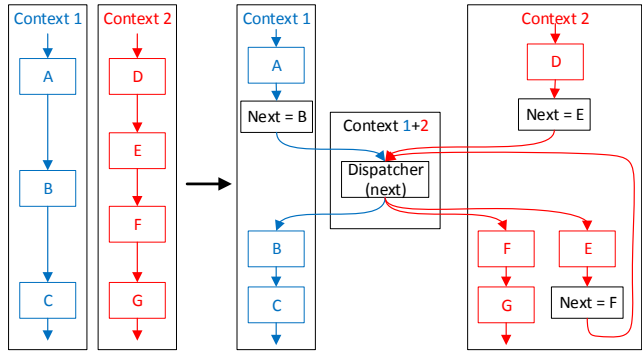 Context 1
A
B
C
Context 2
D
E
F
G
Context 1
A
Next = B
B
C
Context 1+2
Dispatcher
(next)
Context 2
D
Next = E
F
G
E
Next = F